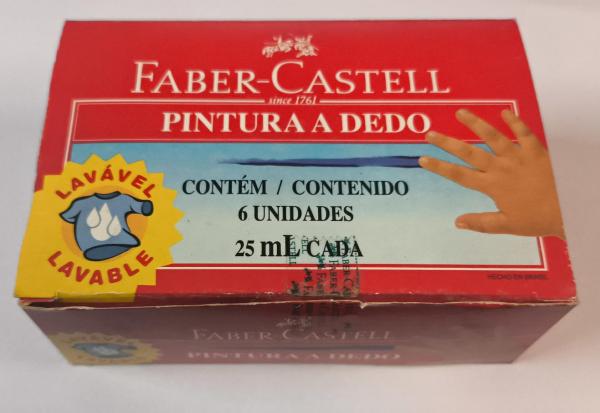 FABER-CASTELL
since 1761
PINTURA A DEDO
LAVÁVEL
LAVABLE
CONTÉM / CONTENIDO
6 UNIDADES
25 mL CADA
HECHO EN BRASIL
FABER-CASTELL
PINTURA A DEDO